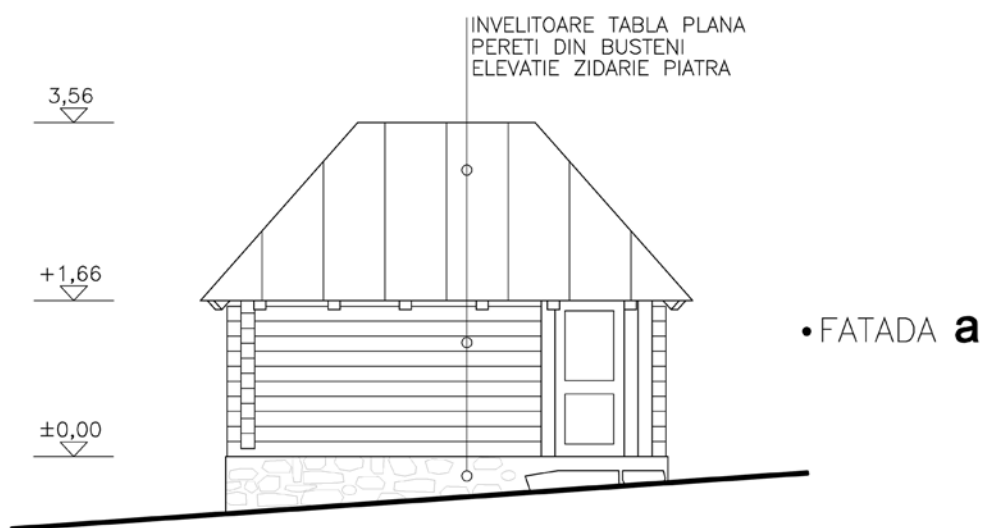 INVELITOARE TABLA PLANA
PERETI DIN BUSTENI
ELEVATIE ZIDARIE PIATRA
3,56
+1,66
• FATADA a
±0,00